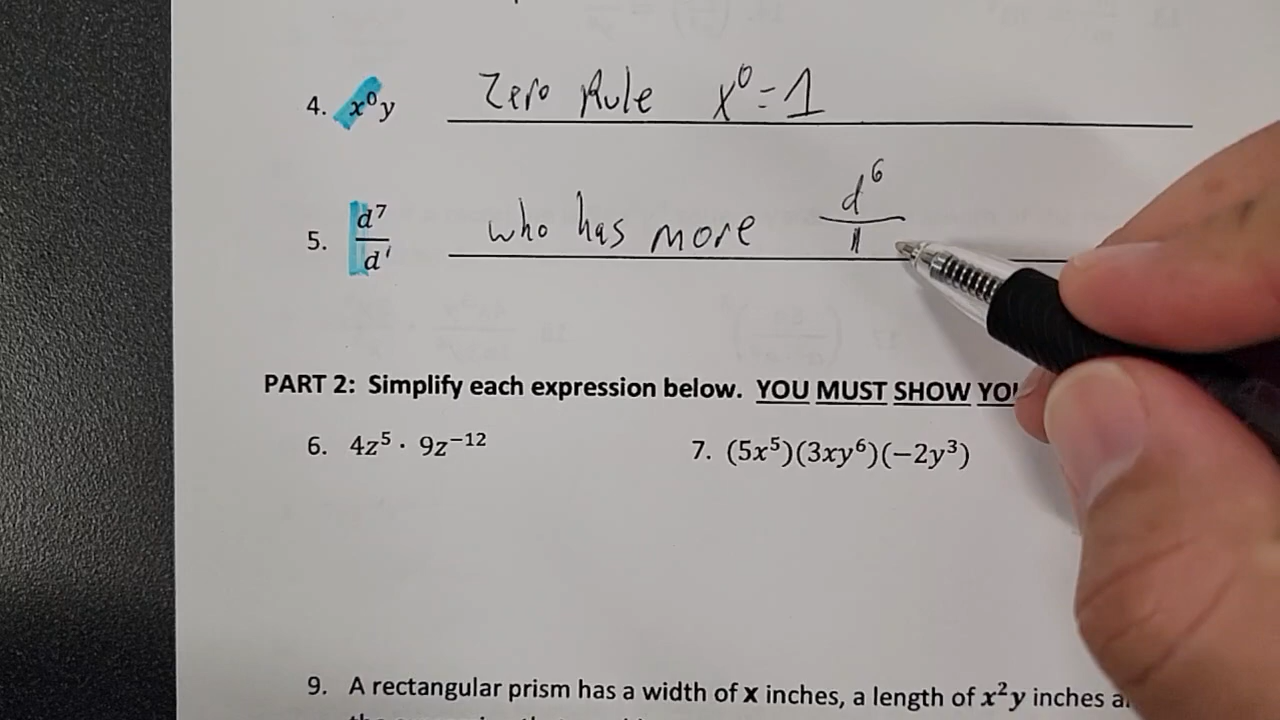 4. x⁰y Zero Rule x⁰ = 1
5. d⁷/d¹ who has more d⁶/1
PART 2: Simplify each expression below. YOU MUST SHOW
6. 4z⁵ · 9z⁻¹² 7. (5x⁵)(3xy⁶)(−2y³)
9. A rectangular prism has a width of x inches, a length of x²y inches